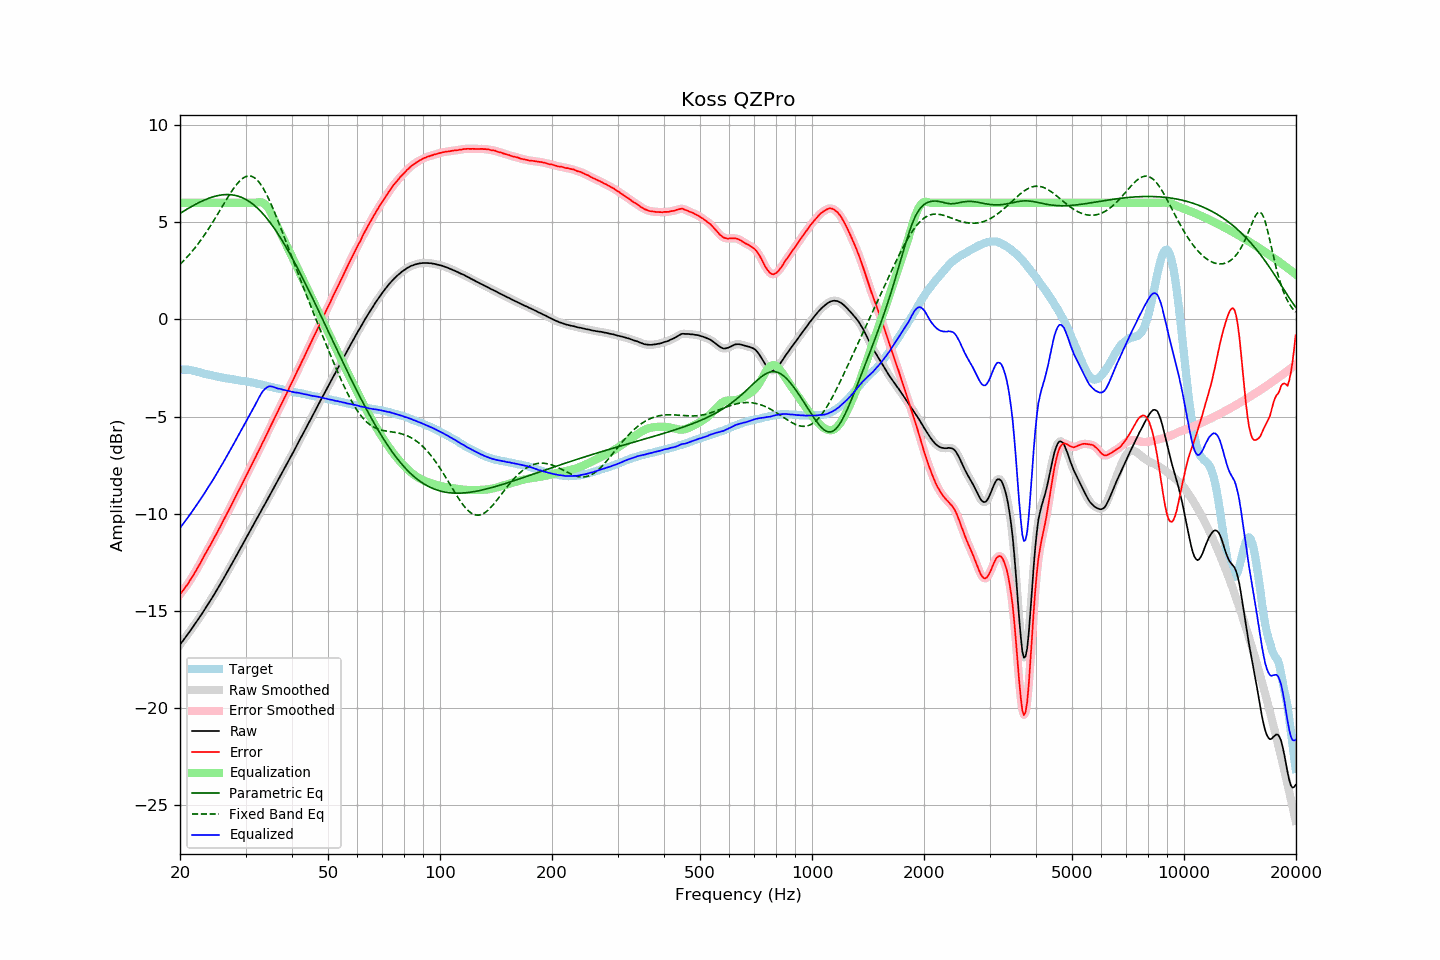 Koss QZPro
10
5
0
−5
−10
−15
−20
−25
Amplitude (dBr)
Target
Raw Smoothed
Error Smoothed
Raw
Error
Equalization
Parametric Eq
Fixed Band Eq
Equalized
20 50 100 200 500 1000 2000 5000 10000 20000
Frequency (Hz)